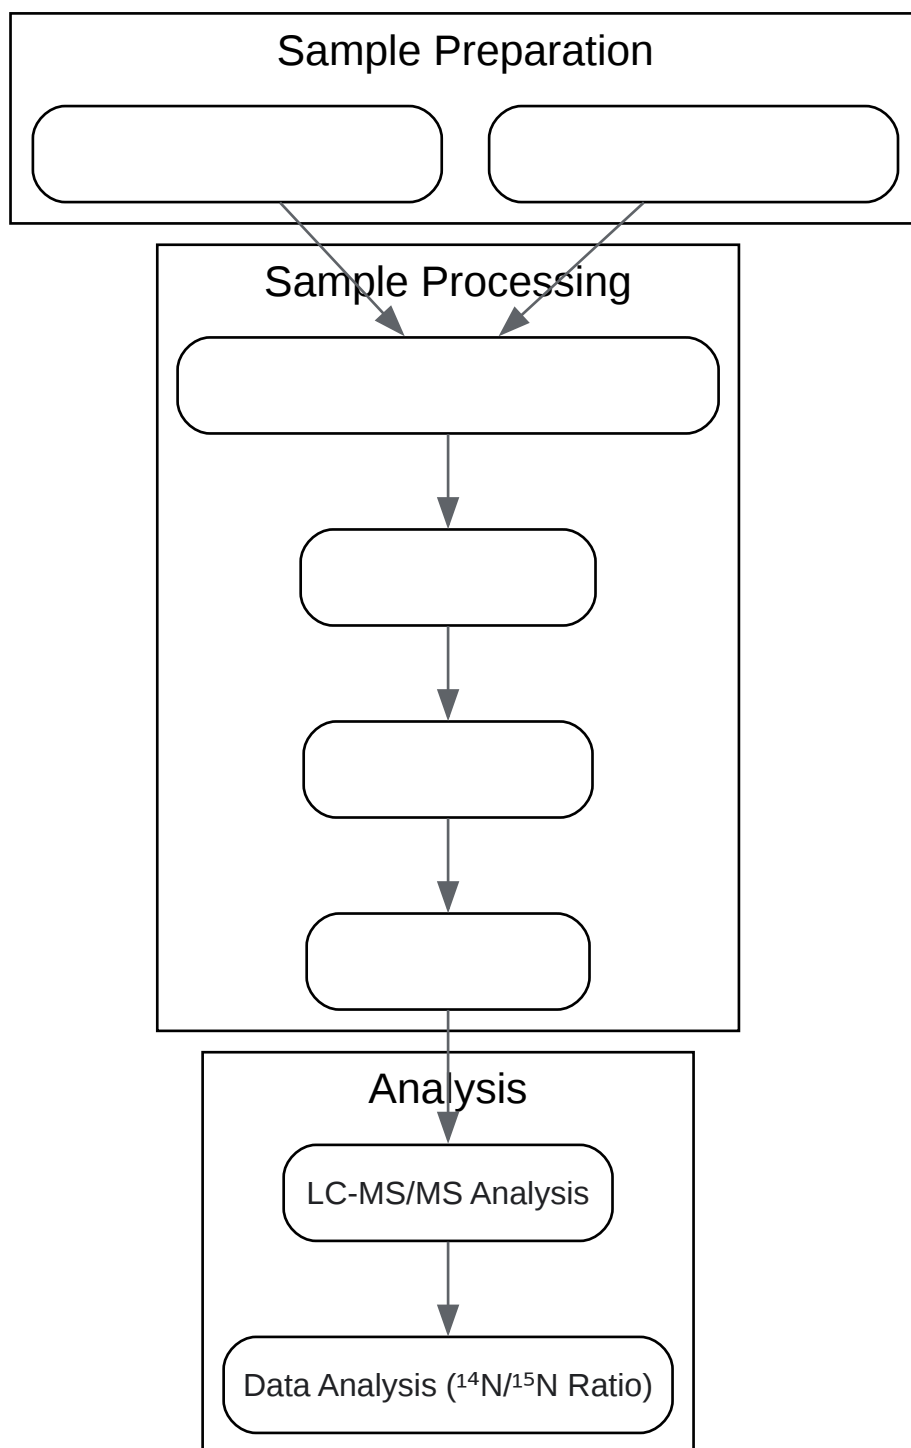 Sample Preparation
Sample Processing
Analysis
LC-MS/MS Analysis
Data Analysis (¹⁴N/¹⁵N Ratio)